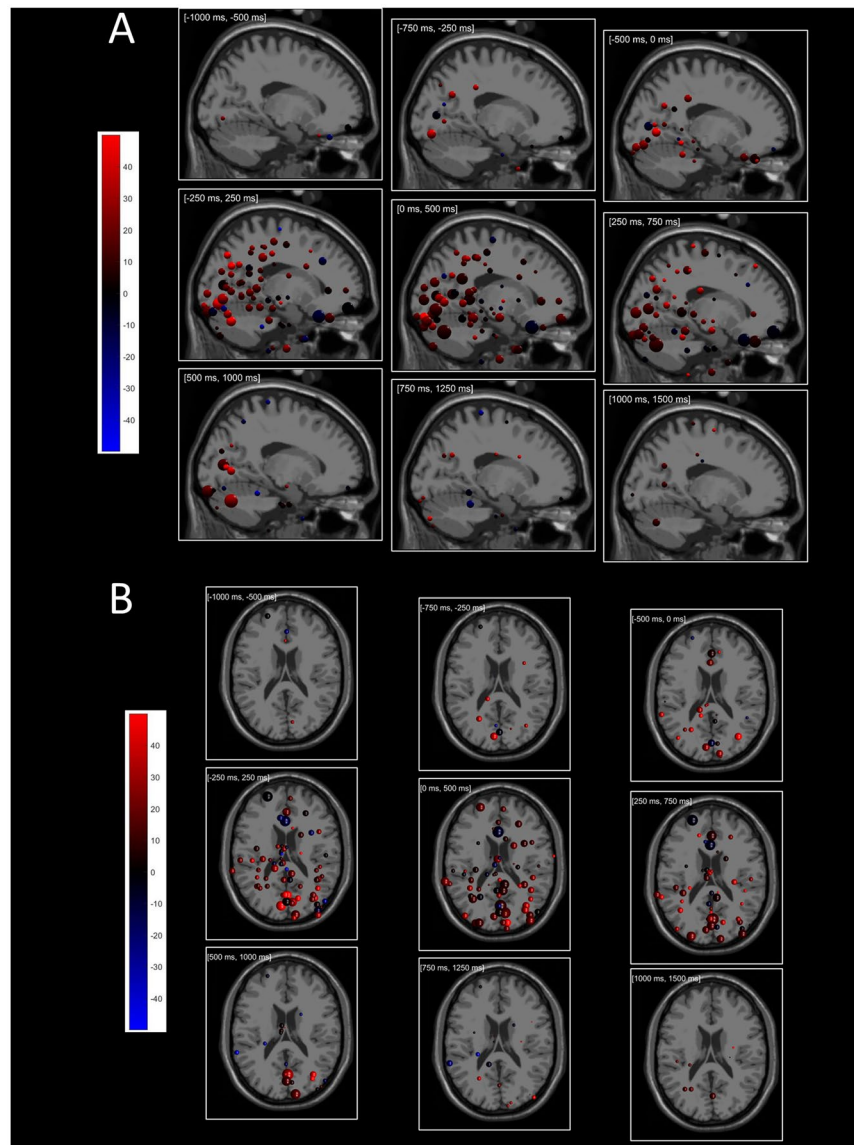 A
[-1000 ms, -500 ms]
[-750 ms, -250 ms]
[-500 ms, 0 ms]
40
30
20
10
0
-10
-20
-30
-40
[-250 ms, 250 ms]
[0 ms, 500 ms]
[250 ms, 750 ms]
[500 ms, 1000 ms]
[750 ms, 1250 ms]
[1000 ms, 1500 ms]
B
[-1000 ms, -500 ms]
[-750 ms, -250 ms]
[-500 ms, 0 ms]
40
30
20
10
0
-10
-20
-30
-40
[-250 ms, 250 ms]
[0 ms, 500 ms]
[250 ms, 750 ms]
[500 ms, 1000 ms]
[750 ms, 1250 ms]
[1000 ms, 1500 ms]